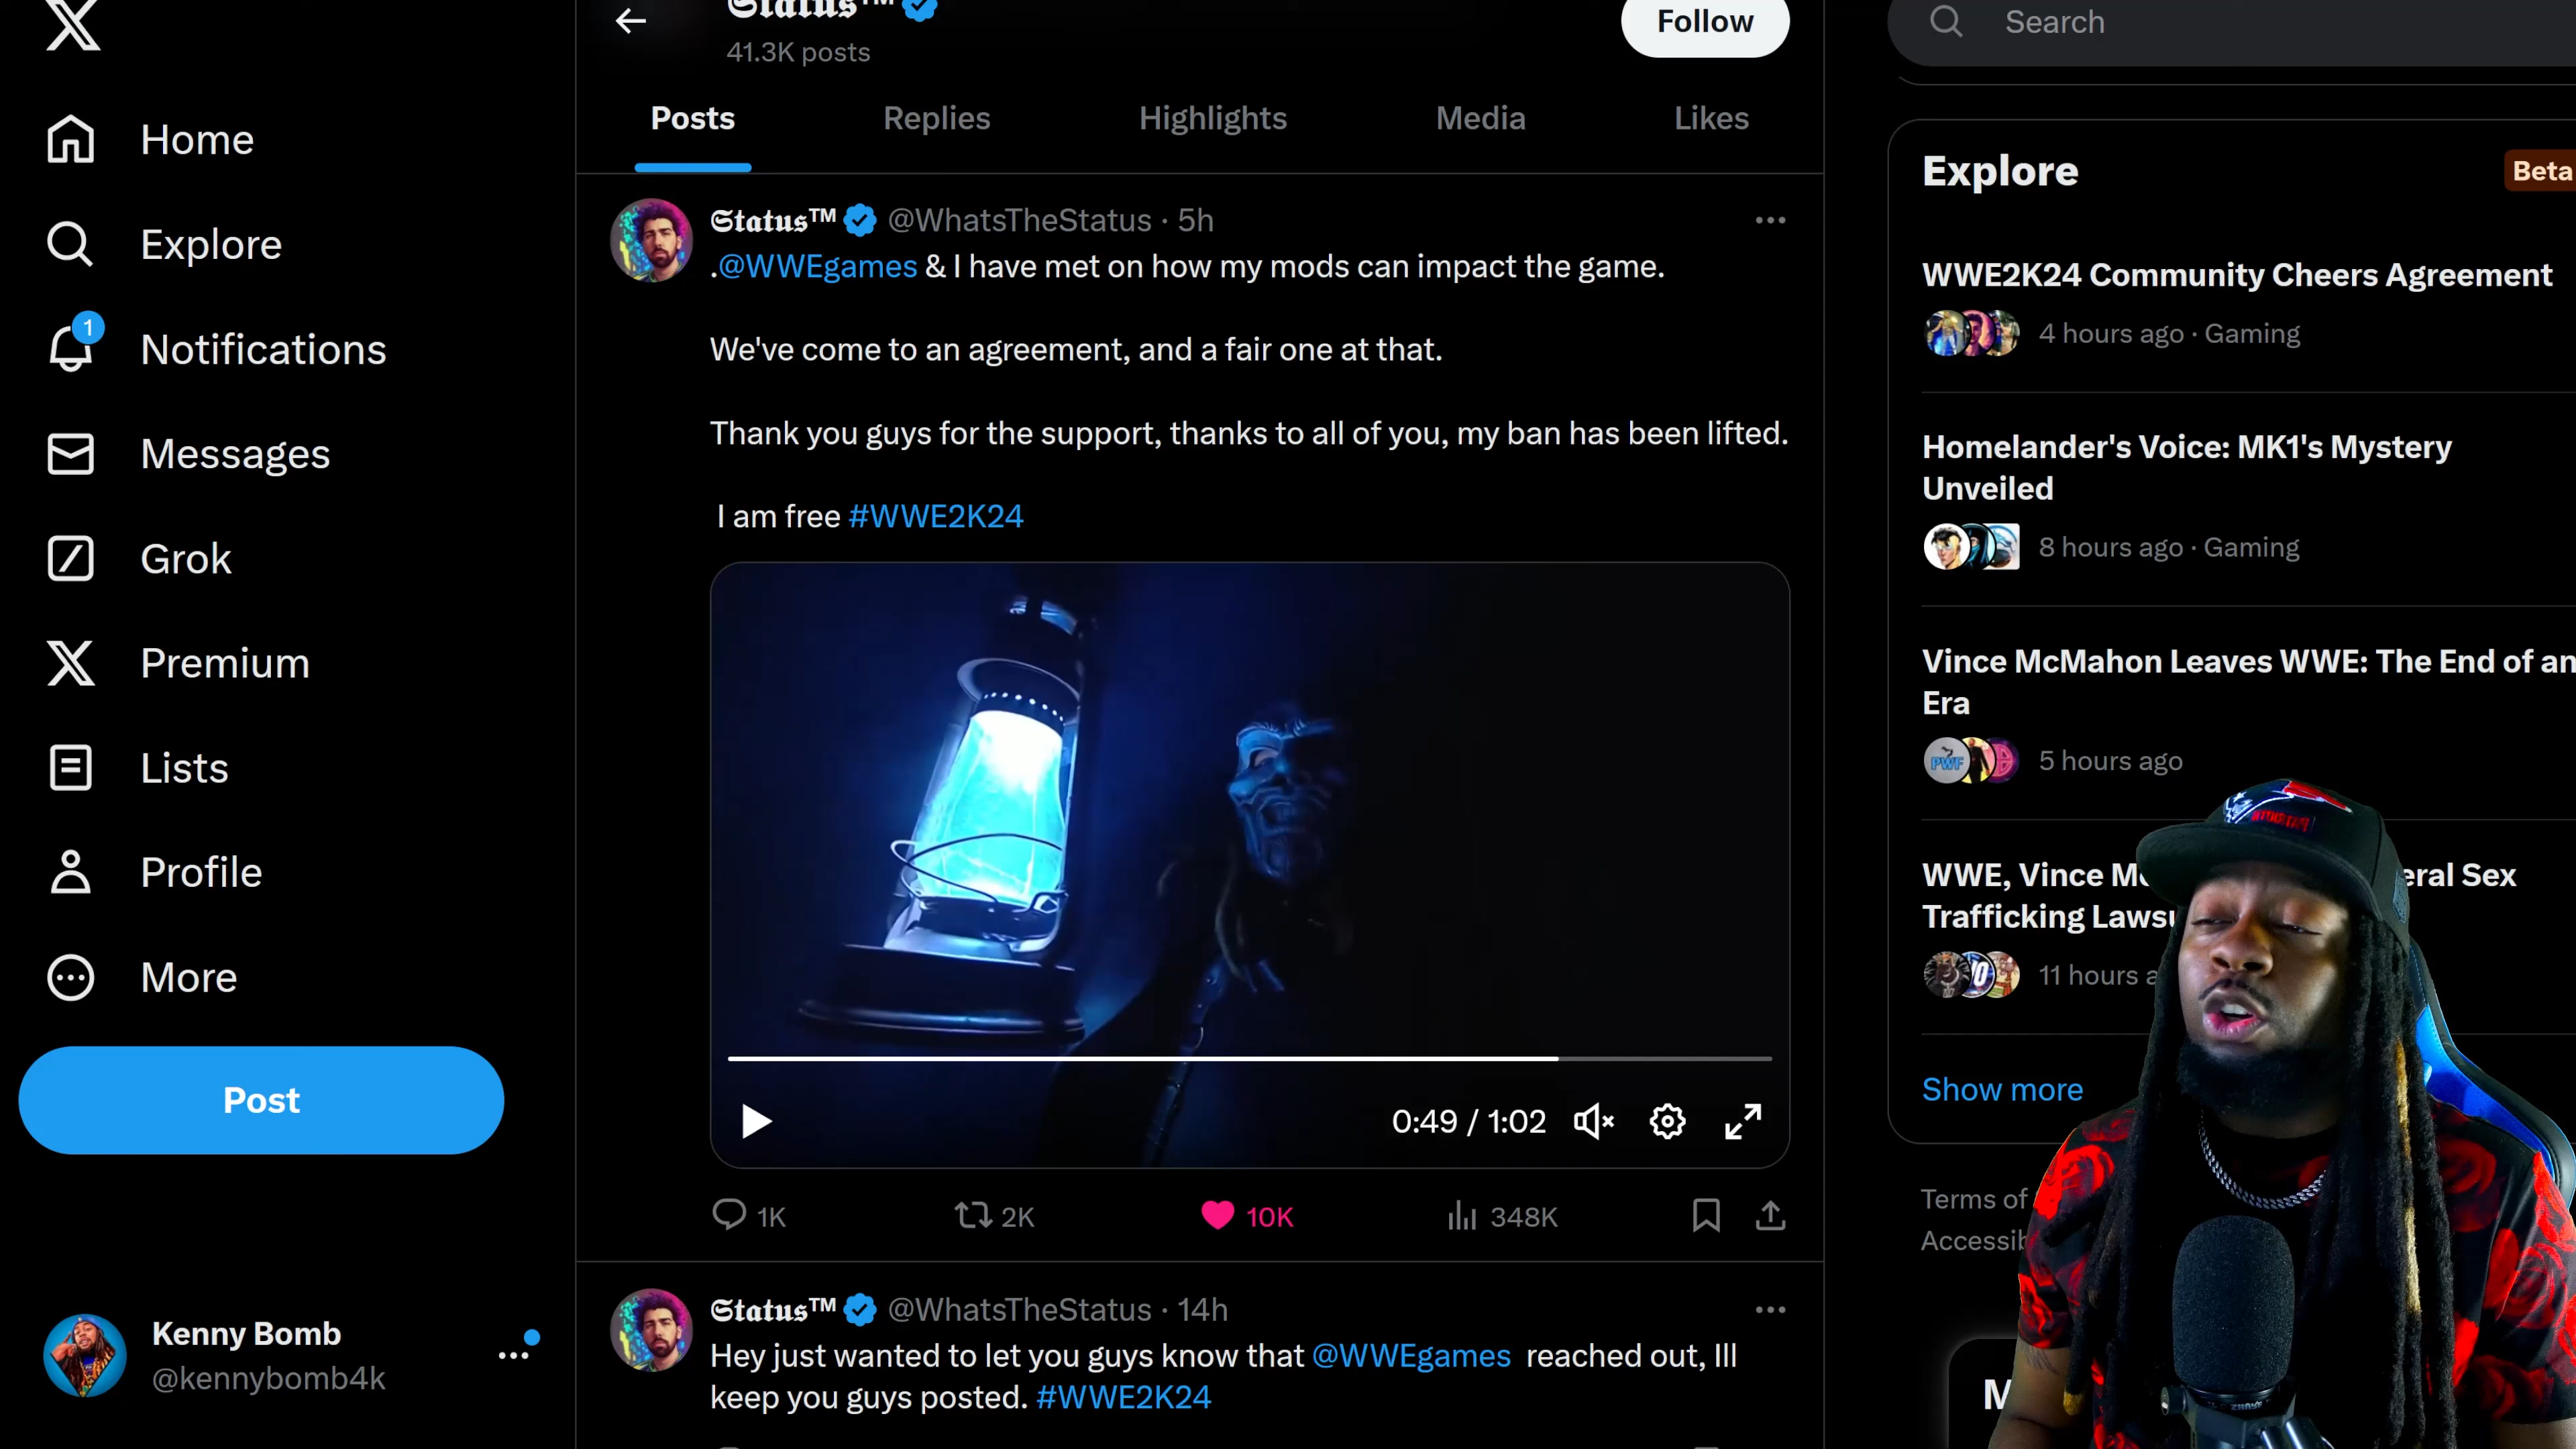 Status™
41.3K posts
Follow
Search
Home
Explore
1
Notifications
Messages
Grok
Premium
Lists
Profile
More
Post
Kenny Bomb
@kennybomb4k
Posts
Replies
Highlights
Media
Likes
Status™ @WhatsTheStatus · 5h
.@WWEgames & I have met on how my mods can impact the game.
We've come to an agreement, and a fair one at that.
Thank you guys for the support, thanks to all of you, my ban has been lifted.
I am free #WWE2K24
0:49 / 1:02
1K
2K
10K
348K
Status™ @WhatsTheStatus · 14h
Hey just wanted to let you guys know that @WWEgames reached out, Ill
keep you guys posted. #WWE2K24
Explore
Beta
WWE2K24 Community Cheers Agreement
4 hours ago · Gaming
Homelander's Voice: MK1's Mystery
Unveiled
8 hours ago · Gaming
Vince McMahon Leaves WWE: The End of an
Era
PWF
5 hours ago
WWE, Vince Sex
Trafficking
11 hours
Show more
Terms of